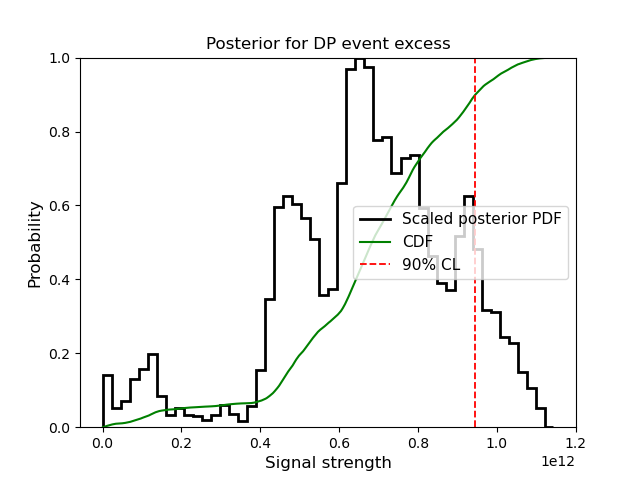 Posterior for DP event excess
1.0
0.8
0.6
0.4
0.2
0.0
Probability
Scaled posterior PDF
CDF
90% CL
0.0 0.2 0.4 0.6 0.8 1.0 1.2
1e12
Signal strength